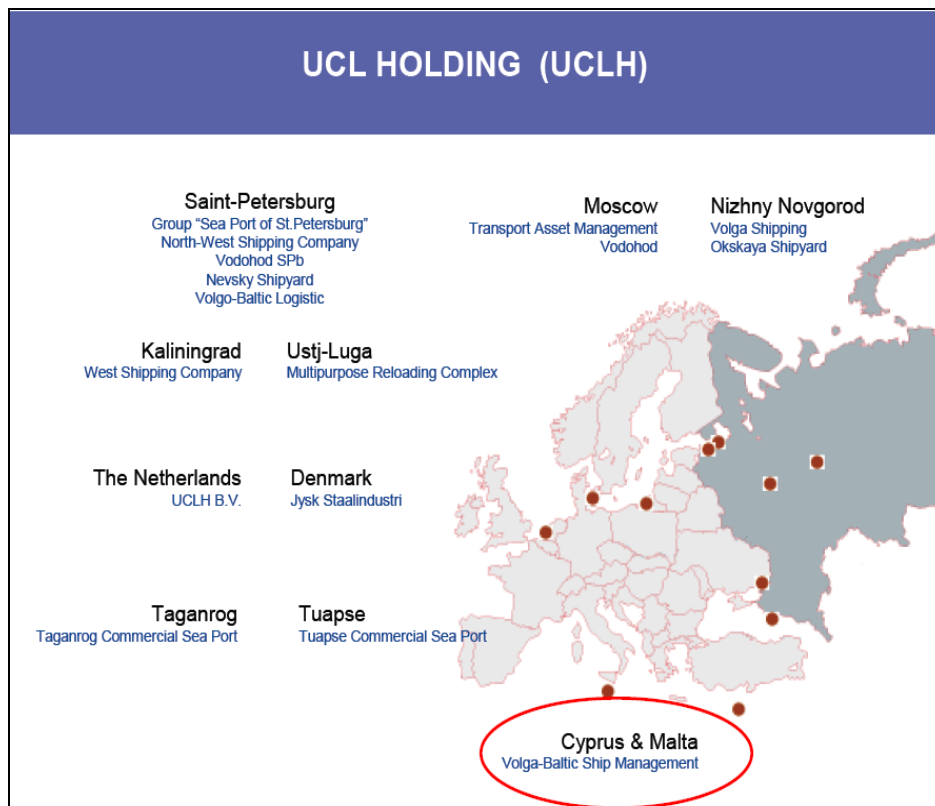 UCL HOLDING (UCLH)
Saint-Petersburg
Group “Sea Port of St.Petersburg”
North-West Shipping Company
Vodohod SPb
Nevsky Shipyard
Volgo-Baltic Logistic
Moscow
Transport Asset Management
Vodohod
Nizhny Novgorod
Volga Shipping
Okskaya Shipyard
Kaliningrad
West Shipping Company
Ustj-Luga
Multipurpose Reloading Complex
The Netherlands
UCLH B.V.
Denmark
Jysk Staalindustri
Taganrog
Taganrog Commercial Sea Port
Tuapse
Tuapse Commercial Sea Port
Cyprus & Malta
Volga-Baltic Ship Management